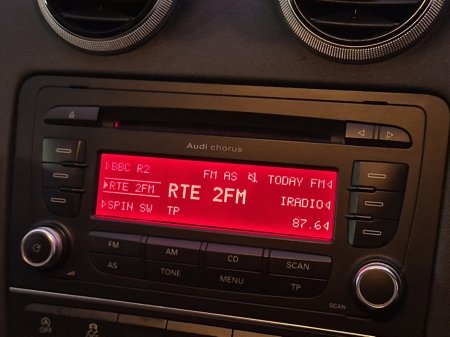 Audi chorus
BBC R2
FM AS
TODAY FM
RTE 2FM
RTE 2FM
IRADIO
SPIN SW
TP
87.6
FM
AM
CD
SCAN
AS
TONE
MENU
TP
SCAN
OFF